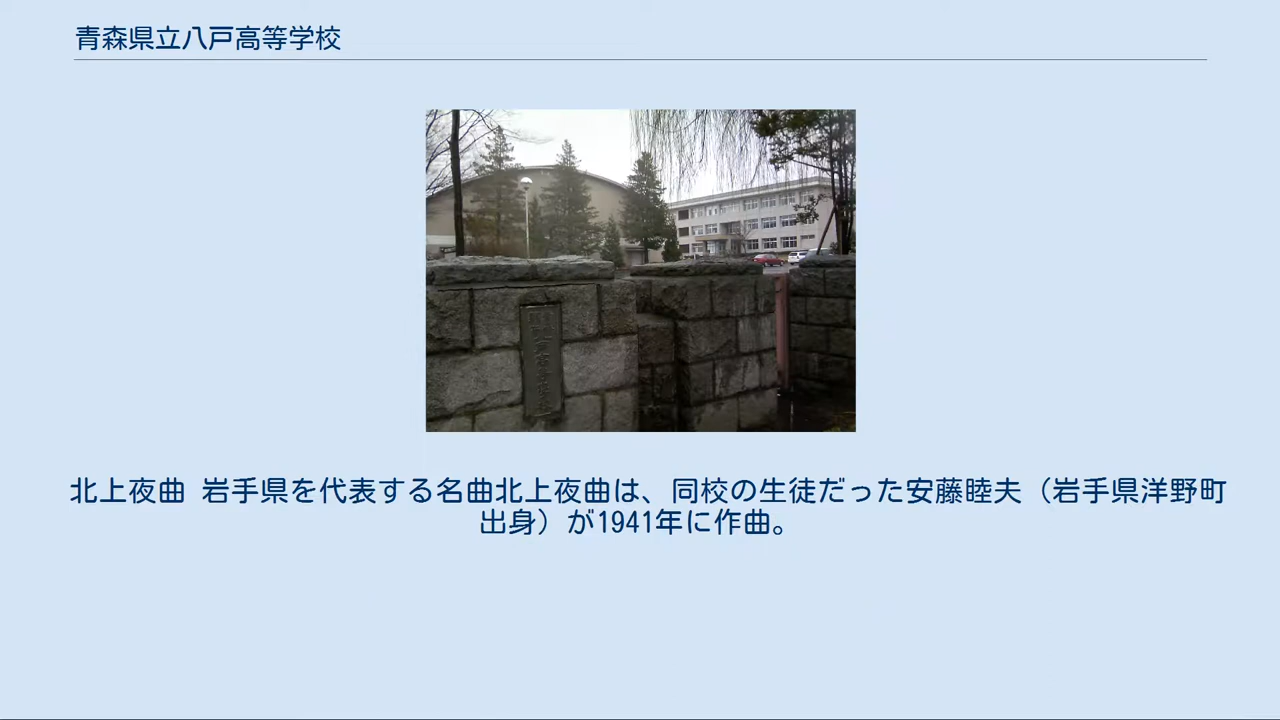 青森県立八戸高等学校
北上夜曲 岩手県を代表する名曲北上夜曲は、同校の生徒だった安藤睦夫（岩手県洋野町
出身）が1941年に作曲。